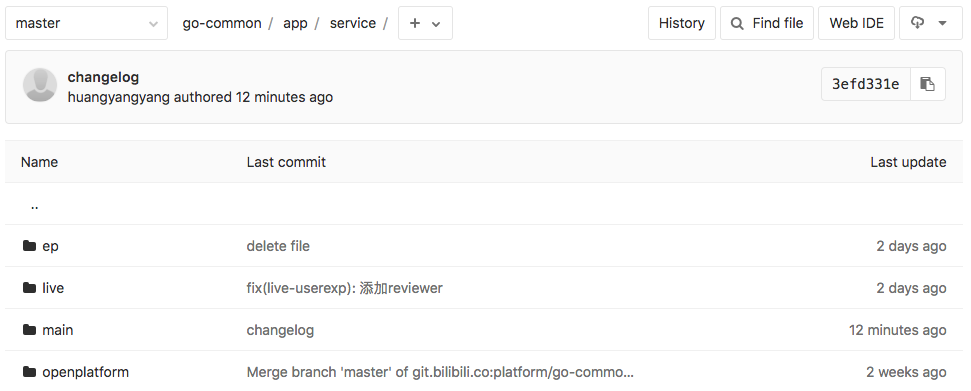 master go-common / app / service / + History Find file Web IDE
changelog
huangyangyang authored 12 minutes ago 3efd331e
Name Last commit Last update
..
ep delete file 2 days ago
live fix(live-userexp): 添加reviewer 2 days ago
main changelog 12 minutes ago
openplatform Merge branch 'master' of git.bilibili.co:platform/go-commo... 2 weeks ago